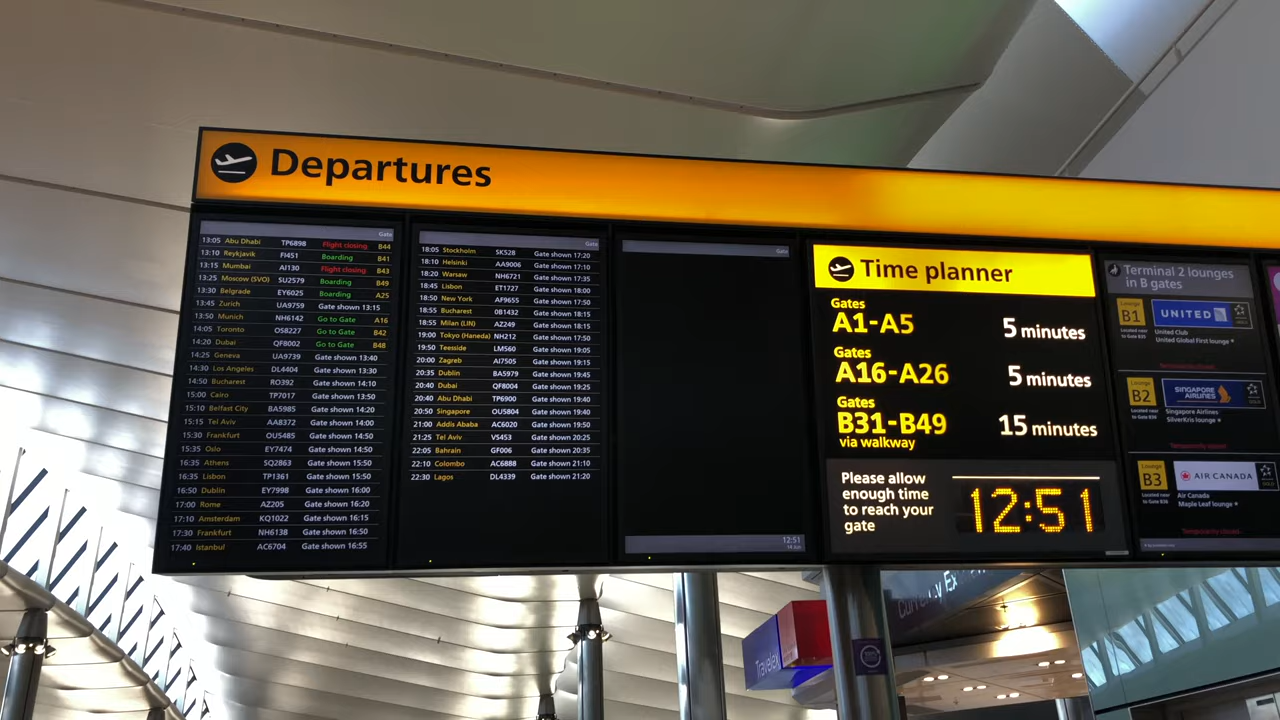 Departures
Gate
13:05 Abu Dhabi TP6898 Flight closing B44
13:10 Reykjavik FI451 Boarding B41
13:15 Mumbai AI130 Flight closing B43
13:25 Moscow (SVO) SU2579 Boarding B49
13:30 Belgrade EY6025 Boarding A25
13:45 Zurich UA9759 Gate shown 13:15
13:50 Munich NH6142 Go to Gate A16
14:05 Toronto OS8227 Go to Gate B42
14:20 Dubai QF8002 Go to Gate B48
14:25 Geneva UA9739 Gate shown 13:40
14:30 Los Angeles DL4404 Gate shown 13:30
14:50 Bucharest RO392 Gate shown 14:10
15:00 Cairo TP7017 Gate shown 13:50
15:10 Belfast City BA5985 Gate shown 14:20
15:15 Tel Aviv AA8372 Gate shown 14:00
15:30 Frankfurt OU5485 Gate shown 14:50
15:35 Oslo EY7474 Gate shown 14:50
16:35 Athens SQ2863 Gate shown 15:50
16:35 Lisbon TP1361 Gate shown 15:50
16:50 Dublin EY7998 Gate shown 16:00
17:00 Rome AZ205 Gate shown 16:20
17:10 Amsterdam KQ1022 Gate shown 16:15
17:30 Frankfurt NH6138 Gate shown 16:50
17:40 Istanbul AC6704 Gate shown 16:55
Gate
18:05 Stockholm SK528 Gate shown 17:20
18:10 Helsinki AA9006 Gate shown 17:10
18:20 Warsaw NH6721 Gate shown 17:35
18:45 Lisbon ET1727 Gate shown 18:00
18:50 New York AF9655 Gate shown 17:50
18:55 Bucharest 0B1432 Gate shown 18:15
18:55 Milan (LIN) AZ249 Gate shown 18:15
19:00 Tokyo (Haneda) NH212 Gate shown 17:50
19:50 Teesside LM560 Gate shown 19:05
20:00 Zagreb AI7505 Gate shown 19:15
20:35 Dublin BA5979 Gate shown 19:45
20:40 Dubai QF8004 Gate shown 19:25
20:40 Abu Dhabi TP6900 Gate shown 19:40
20:50 Singapore OU5804 Gate shown 19:40
21:00 Addis Ababa AC6020 Gate shown 19:50
21:25 Tel Aviv VS453 Gate shown 20:25
22:05 Bahrain GF006 Gate shown 20:35
22:10 Colombo AC6888 Gate shown 21:10
22:30 Lagos DL4339 Gate shown 21:20
Gate
12:51
Time planner
Gates
A1-A5 5 minutes
Gates
A16-A26 5 minutes
Gates
B31-B49 15 minutes
via walkway
Please allow
enough time
to reach your
gate
12:51
Terminal 2 lounges
in B gates
Lounge
B1
UNITED
United Club
United Global First lounge
Lounge
B2
SINGAPORE AIRLINES
Singapore Airlines
SilverKris lounge
Lounge
B3
AIR CANADA
Air Canada
Maple Leaf lounge
Temporarily closed
Travelex